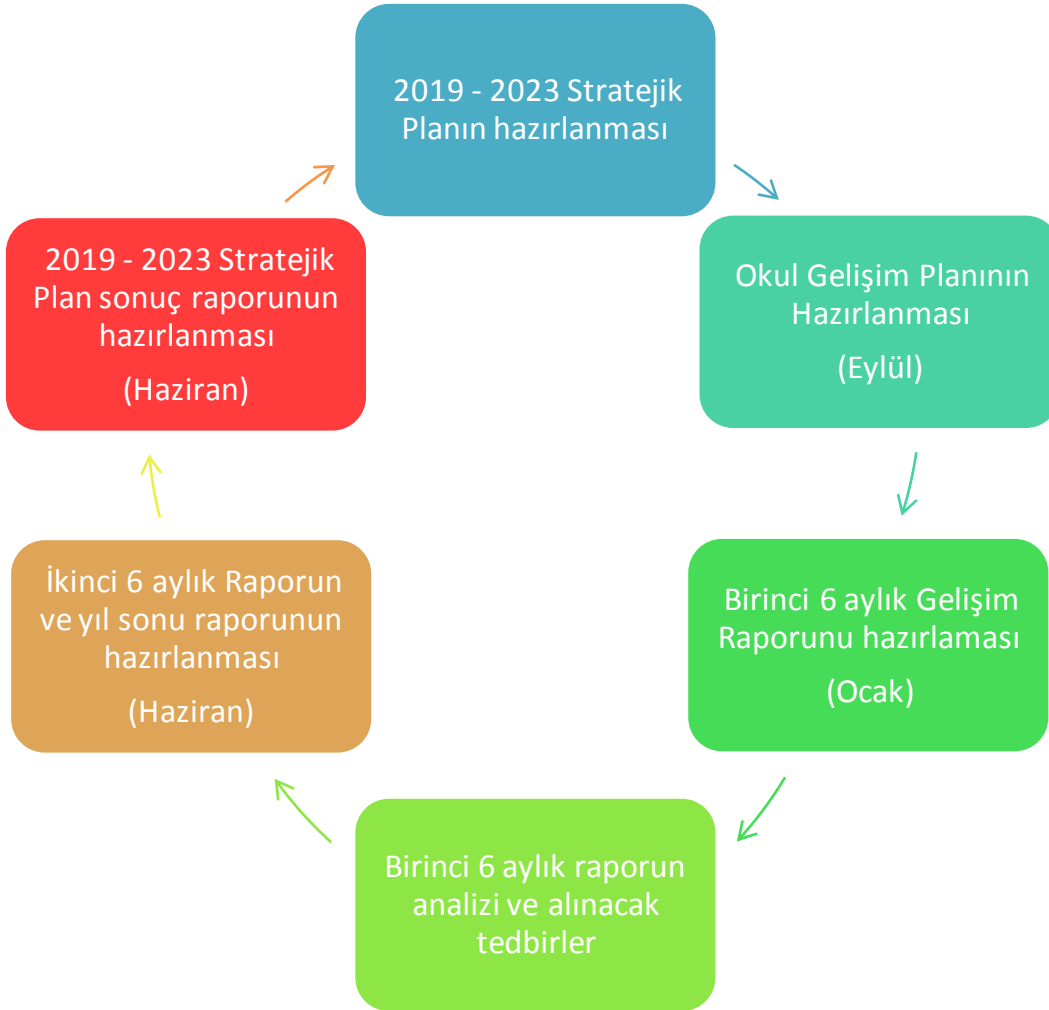 2019 - 2023 Stratejik
Planın hazırlanması
Okul Gelişim Planının
Hazırlanması
(Eylül)
Birinci 6 aylık Gelişim
Raporunu hazırlaması
(Ocak)
Birinci 6 aylık raporun
analizi ve alınacak
tedbirler
İkinci 6 aylık Raporun
ve yıl sonu raporunun
hazırlanması
(Haziran)
2019 - 2023 Stratejik
Plan sonuç raporunun
hazırlanması
(Haziran)